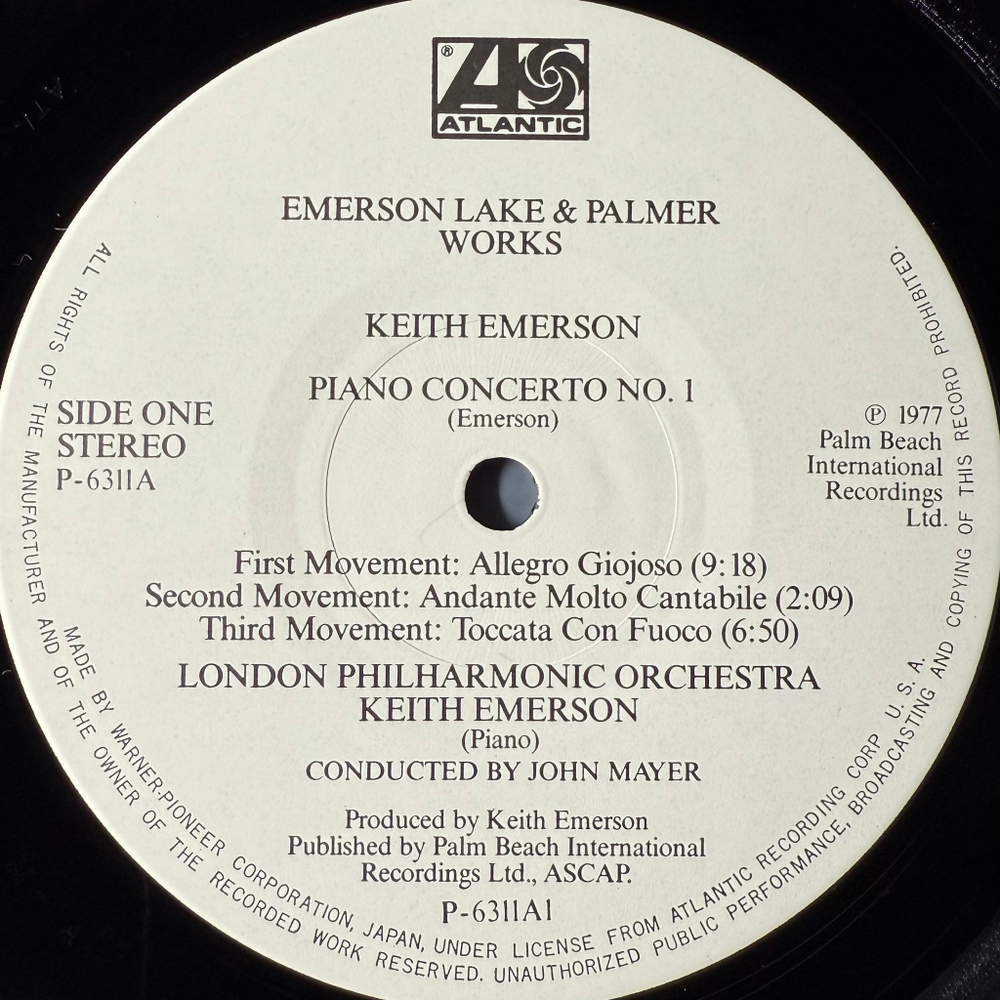 ®
ATLANTIC
EMERSON LAKE & PALMER
WORKS
KEITH EMERSON
PIANO CONCERTO NO. 1
(Emerson)
SIDE ONE
STEREO
P-6311A
℗ 1977
Palm Beach
International
Recordings
Ltd.
First Movement: Allegro Giojoso (9:18)
Second Movement: Andante Molto Cantabile (2:09)
Third Movement: Toccata Con Fuoco (6:50)
LONDON PHILHARMONIC ORCHESTRA
KEITH EMERSON
(Piano)
CONDUCTED BY JOHN MAYER
Produced by Keith Emerson
Published by Palm Beach International
Recordings Ltd., ASCAP.
P-6311A1
MADE BY WARNER-PIONEER CORPORATION, JAPAN, UNDER LICENSE FROM ATLANTIC RECORDING CORP U. S. A.
ALL RIGHTS OF THE MANUFACTURER AND OF THE OWNER OF THE RECORDED WORK RESERVED. UNAUTHORIZED PUBLIC PERFORMANCE, BROADCASTING AND COPYING OF THIS RECORD PROHIBITED.